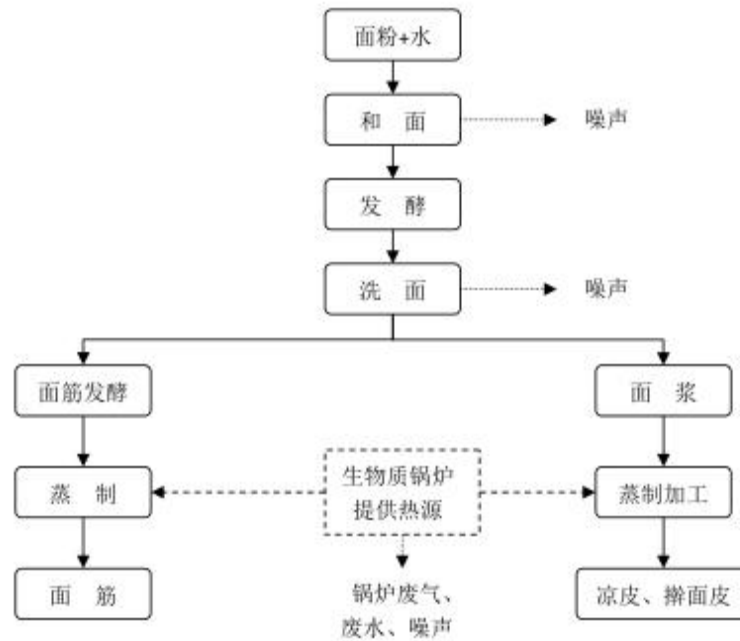 面粉+水
和 面
噪声
发 酵
洗 面
噪声
面筋发酵
面 浆
蒸 制
生物质锅炉
提供热源
蒸制加工
面 筋
锅炉废气、
废水、噪声
凉皮、擀面皮